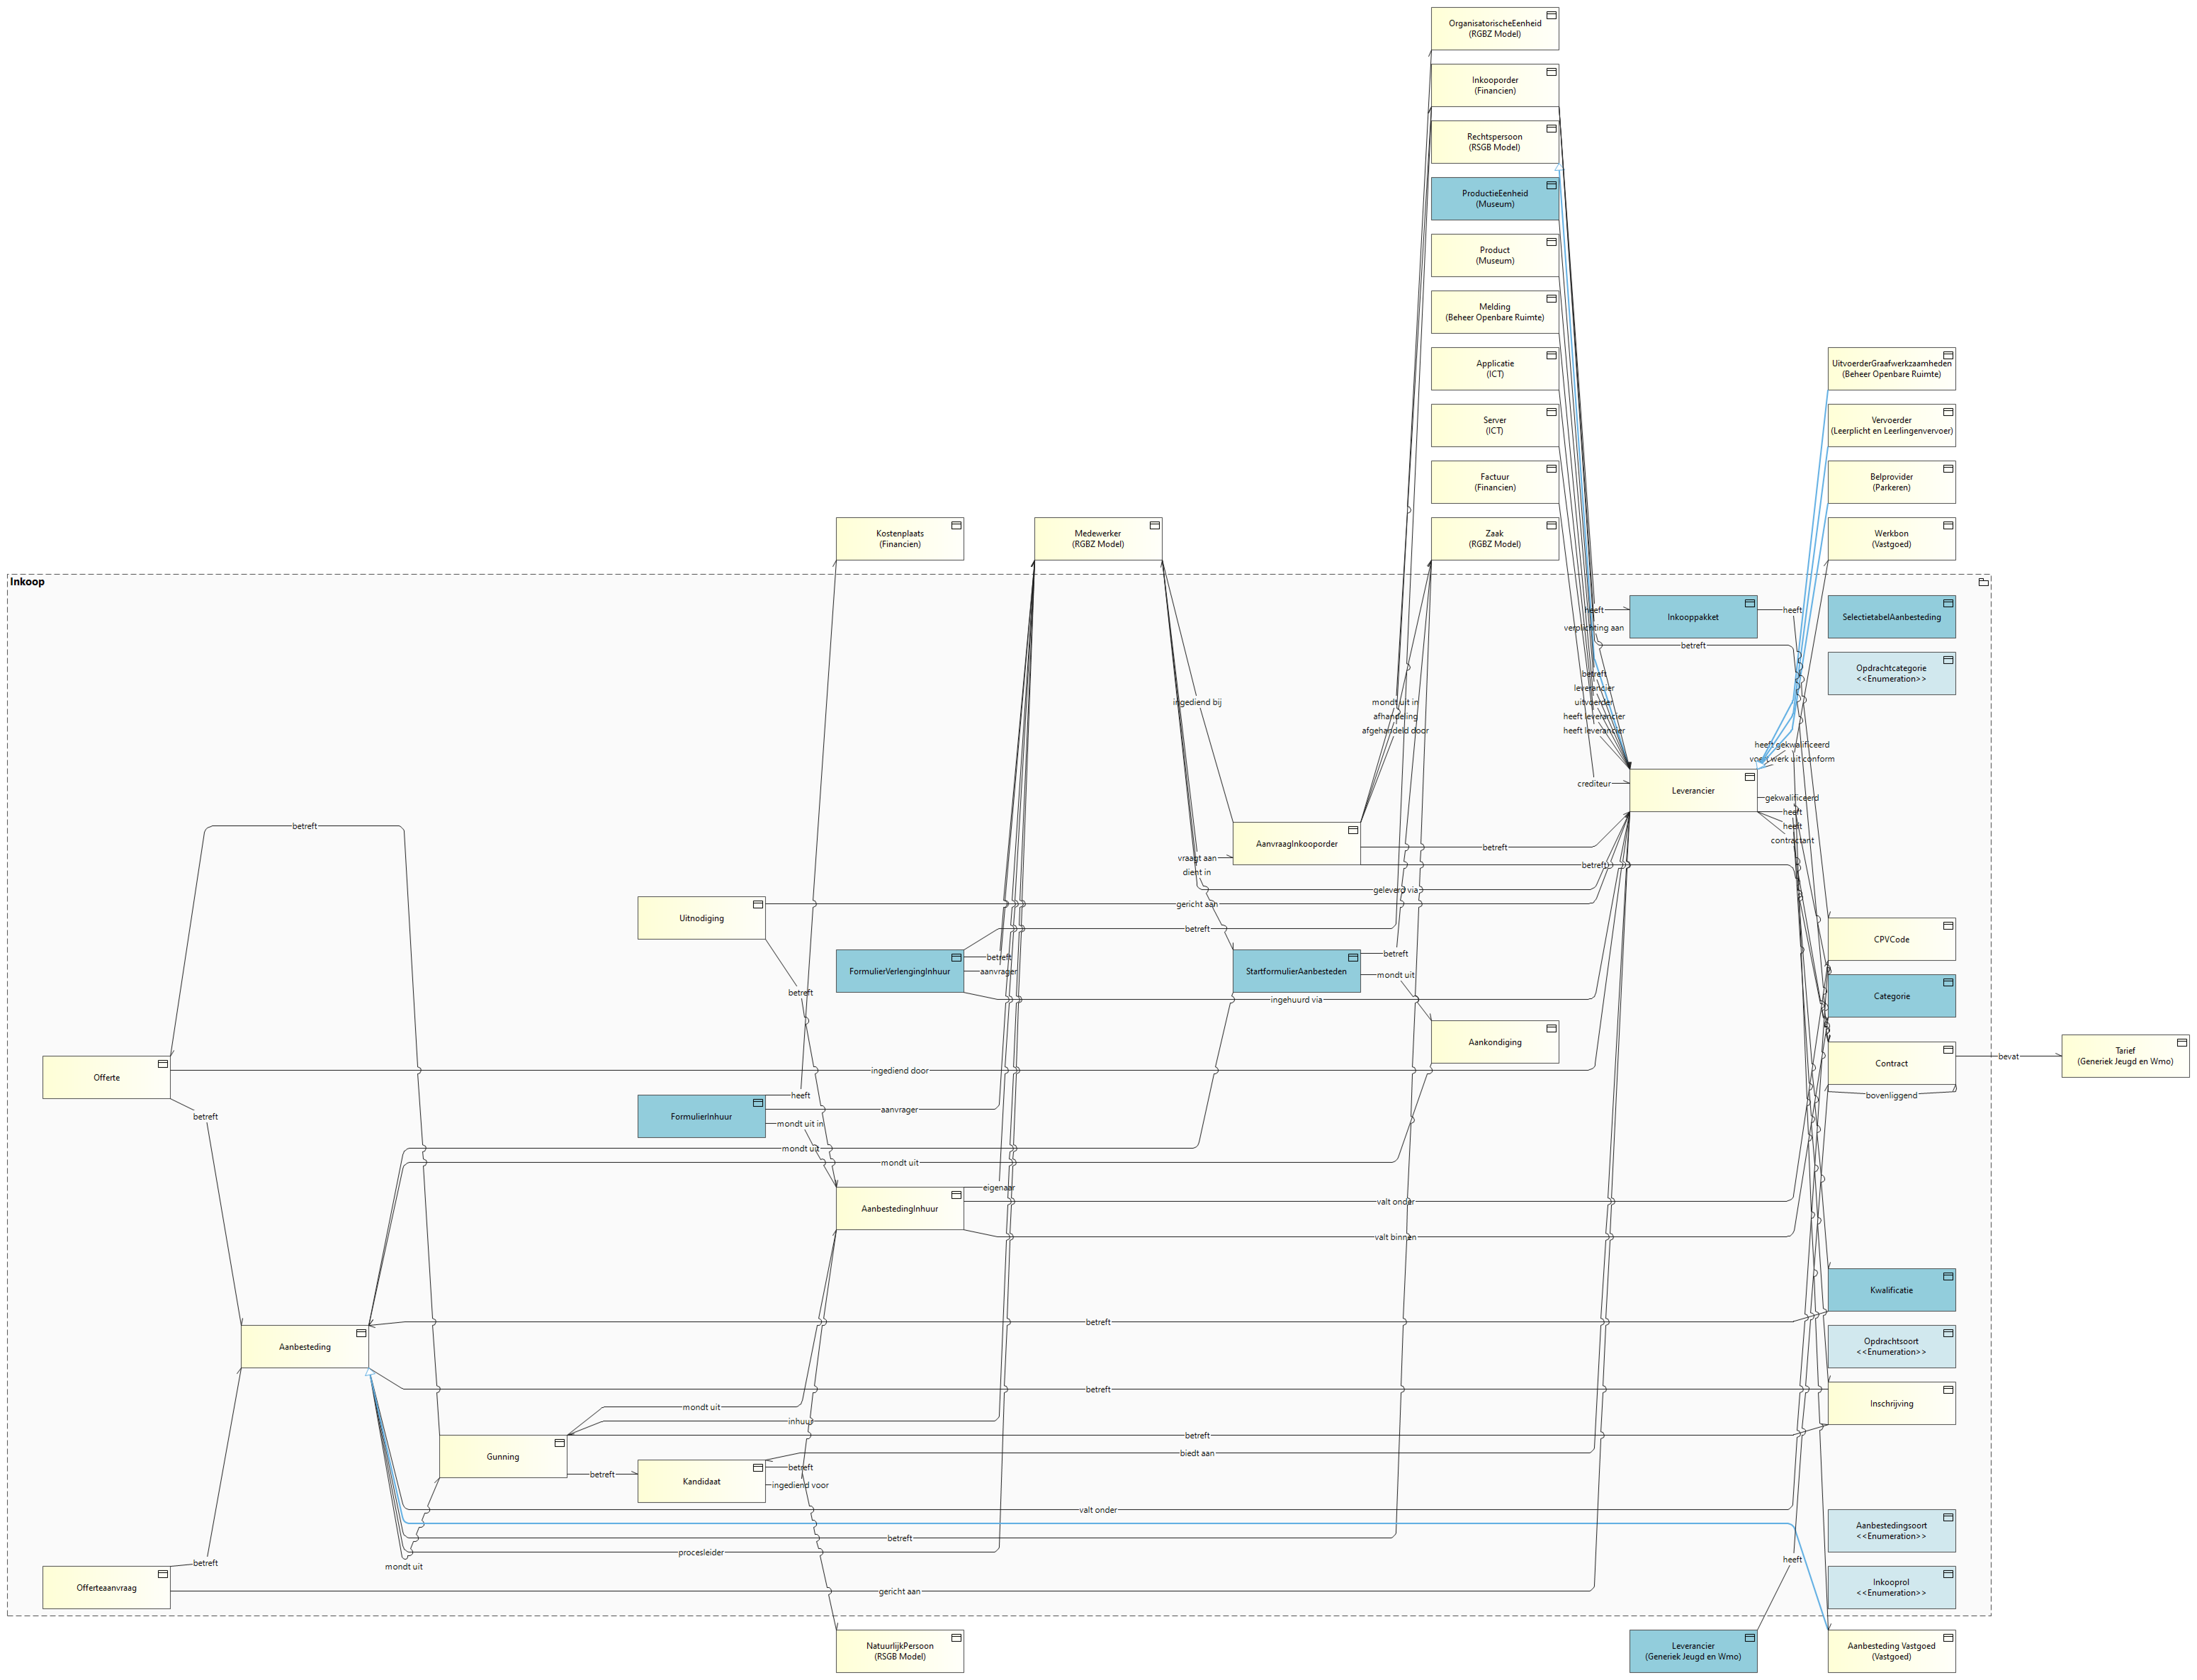 OrganisatorischeEenheid
(RGBZ Model)
Inkooporder
(Financien)
Rechtspersoon
(RSGB Model)
ProductieEenheid
(Museum)
Product
(Museum)
Melding
(Beheer Openbare Ruimte)
Applicatie
(ICT)
UitvoerderGraafwerkzaamheden
(Beheer Openbare Ruimte)
Server
(ICT)
Vervoerder
(Leerplicht en Leerlingenvervoer)
Factuur
(Financien)
Belprovider
(Parkeren)
Kostenplaats
(Financien)
Medewerker
(RGBZ Model)
Zaak
(RGBZ Model)
Werkbon
(Vastgoed)
Inkoop
heeft
Inkooppakket
heeft
SelectietabelAanbesteding
verplichting aan
betreft
Opdrachtcategorie
<<Enumeration>>
betreft
leverancier
ingediend bij
mondt uit in
uitvoerder
afhandeling
heeft leverancier
afgehandeld door
heeft leverancier
heeft gekwalificeerd
voert werk uit conform
crediteur
Leverancier
gekwalificeerd
heeft
heeft
contractant
betreft
AanvraagInkooporder
betreft
vraagt aan
betreft
dient in
geleverd via
gericht aan
Uitnodiging
betreft
CPVCode
betreft
betreft
FormulierVerlengingInhuur
aanvrager
StartformulierAanbesteden
mondt uit
betreft
Categorie
ingehuurd via
Aankondiging
Offerte
ingediend door
Contract
bevat
Tarief
(Generiek Jeugd en Wmo)
heeft
bovenliggend
betreft
FormulierInhuur
aanvrager
mondt uit in
mondt uit
mondt uit
eigenaar
AanbestedingInhuur
valt onder
valt binnen
Kwalificatie
betreft
Aanbesteding
Opdrachtsoort
<<Enumeration>>
betreft
Inschrijving
mondt uit
inhuur
betreft
Gunning
biedt aan
betreft
betreft
Kandidaat
ingediend voor
valt onder
Aanbestedingsoort
<<Enumeration>>
betreft
procesleider
betreft
mondt uit
heeft
Offerteaanvraag
gericht aan
Inkooprol
<<Enumeration>>
NatuurlijkPersoon
(RSGB Model)
Leverancier
(Generiek Jeugd en Wmo)
Aanbesteding Vastgoed
(Vastgoed)